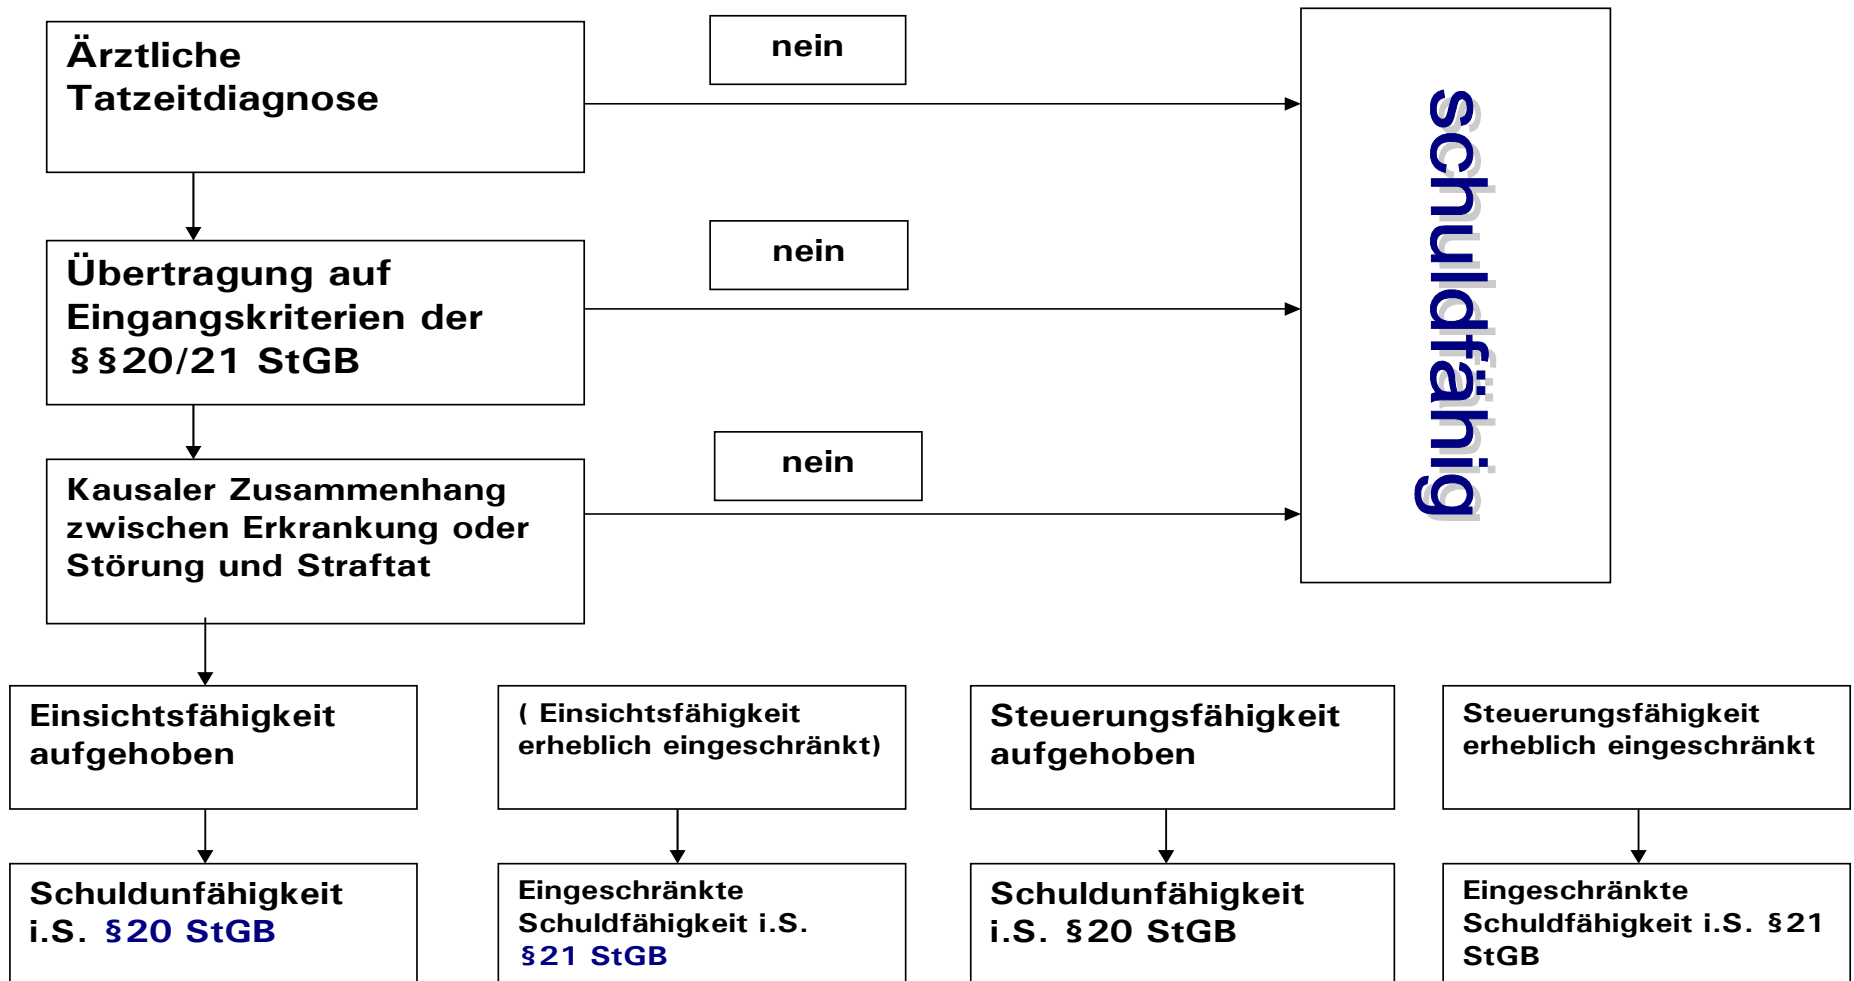 Ärztliche
Tatzeitdiagnose
nein
schuldfähig
Übertragung auf
Eingangskriterien der
§§20/21 StGB
nein
Kausaler Zusammenhang
zwischen Erkrankung oder
Störung und Straftat
nein
Einsichtsfähigkeit
aufgehoben
( Einsichtsfähigkeit
erheblich eingeschränkt)
Steuerungsfähigkeit
aufgehoben
Steuerungsfähigkeit
erheblich eingeschränkt
Schuldunfähigkeit
i.S. §20 StGB
Eingeschränkte
Schuldfähigkeit i.S.
§21 StGB
Schuldunfähigkeit
i.S. §20 StGB
Eingeschränkte
Schuldfähigkeit i.S. §21
StGB